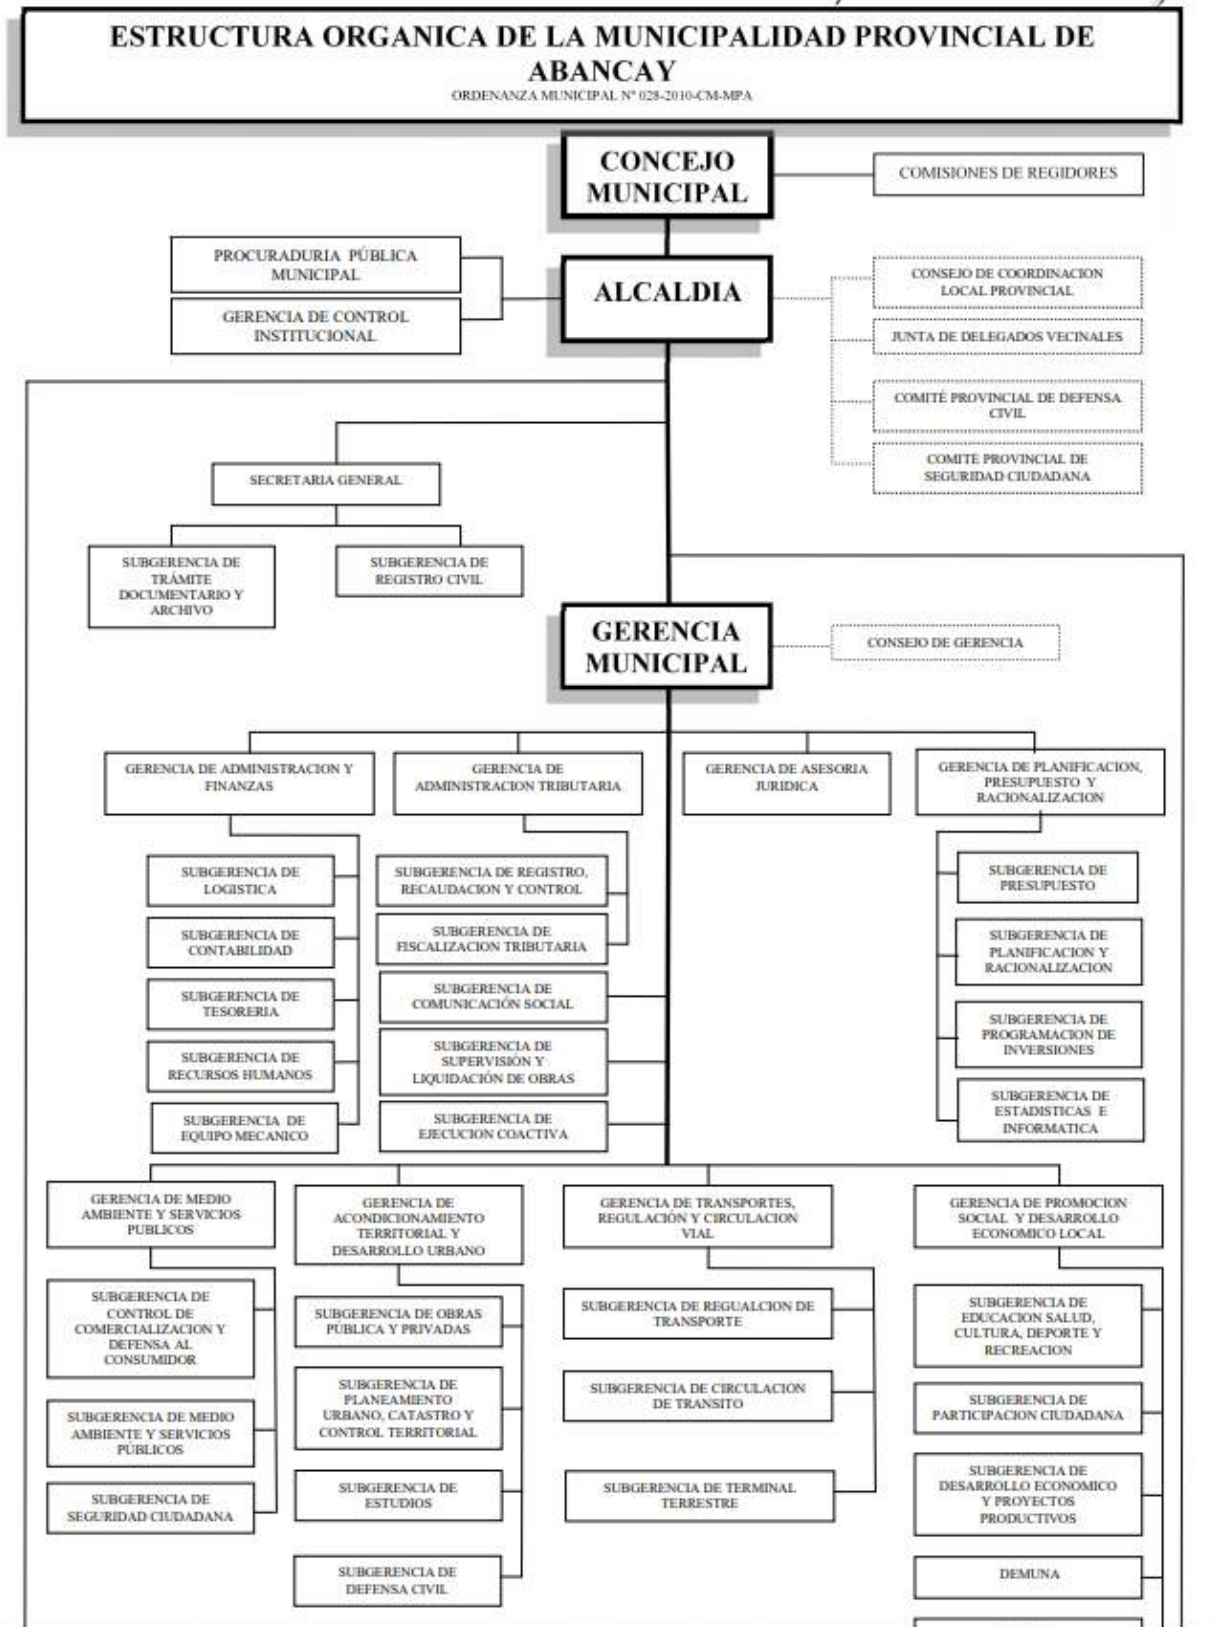 ESTRUCTURA ORGANICA DE LA MUNICIPALIDAD PROVINCIAL DE
ABANCAY
ORDENANZA MUNICIPAL N° 028-2010-CM-MPA
CONCEJO
MUNICIPAL
COMISIONES DE REGIDORES
PROCURADURIA PÚBLICA
MUNICIPAL
GERENCIA DE CONTROL
INSTITUCIONAL
ALCALDIA
CONSEJO DE COORDINACION
LOCAL PROVINCIAL
JUNTA DE DELEGADOS VECINALES
COMITÉ PROVINCIAL DE DEFENSA
CIVIL
COMITE PROVINCIAL DE
SEGURIDAD CIUDADANA
SECRETARIA GENERAL
SUBGERENCIA DE
TRÁMITE
DOCUMENTARIO Y
ARCHIVO
SUBGERENCIA DE
REGISTRO CIVIL
GERENCIA
MUNICIPAL
CONSEJO DE GERENCIA
GERENCIA DE ADMINISTRACION Y
FINANZAS
GERENCIA DE
ADMINISTRACION TRIBUTARIA
GERENCIA DE ASESORIA
JURIDICA
GERENCIA DE PLANIFICACION,
PRESUPUESTO Y
RACIONALIZACION
SUBGERENCIA DE
LOGISTICA
SUBGERENCIA DE
CONTABILIDAD
SUBGERENCIA DE
TESORERIA
SUBGERENCIA DE
RECURSOS HUMANOS
SUBGERENCIA DE
EQUIPO MECANICO
SUBGERENCIA DE REGISTRO,
RECAUDACION Y CONTROL
SUBGERENCIA DE
FISCALIZACION TRIBUTARIA
SUBGERENCIA DE
COMUNICACIÓN SOCIAL
SUBGERENCIA DE
SUPERVISIÓN Y
LIQUIDACIÓN DE OBRAS
SUBGERENCIA DE
EJECUCION COACTIVA
SUBGERENCIA DE
PRESUPUESTO
SUBGERENCIA DE
PLANIFICACION Y
RACIONALIZACION
SUBGERENCIA DE
PROGRAMACION DE
INVERSIONES
SUBGERENCIA DE
ESTADISTICAS E
INFORMATICA
GERENCIA DE MEDIO
AMBIENTE Y SERVICIOS
PUBLICOS
GERENCIA DE
ACONDICIONAMIENTO
TERRITORIAL Y
DESARROLLO URBANO
GERENCIA DE TRANSPORTES,
REGULACIÓN Y CIRCULACION
VIAL
GERENCIA DE PROMOCION
SOCIAL Y DESARROLLO
ECONOMICO LOCAL
SUBGERENCIA DE
CONTROL DE
COMERCIALIZACION Y
DEFENSA AL
CONSUMIDOR
SUBGERENCIA DE MEDIO
AMBIENTE Y SERVICIOS
PÚBLICOS
SUBGERENCIA DE
SEGURIDAD CIUDADANA
SUBGERENCIA DE OBRAS
PÚBLICA Y PRIVADAS
SUBGERENCIA DE
PLANEAMIENTO
URBANO, CATASTRO Y
CONTROL TERRITORIAL
SUBGERENCIA DE
ESTUDIOS
SUBGERENCIA DE
DEFENSA CIVIL
SUBGERENCIA DE REGUALCION DE
TRANSPORTE
SUBGERENCIA DE CIRCULACIÓN
DE TRANSITO
SUBGERENCIA DE TERMINAL
TERRESTRE
SUBGERENCIA DE
EDUCACION SALUD,
CULTURA, DEPORTE Y
RECREACION
SUBGERENCIA DE
PARTICIPACION CIUDADANA
SUBGERENCIA DE
DESARROLLO ECONOMICO
Y PROYECTOS
PRODUCTIVOS
DEMUNA